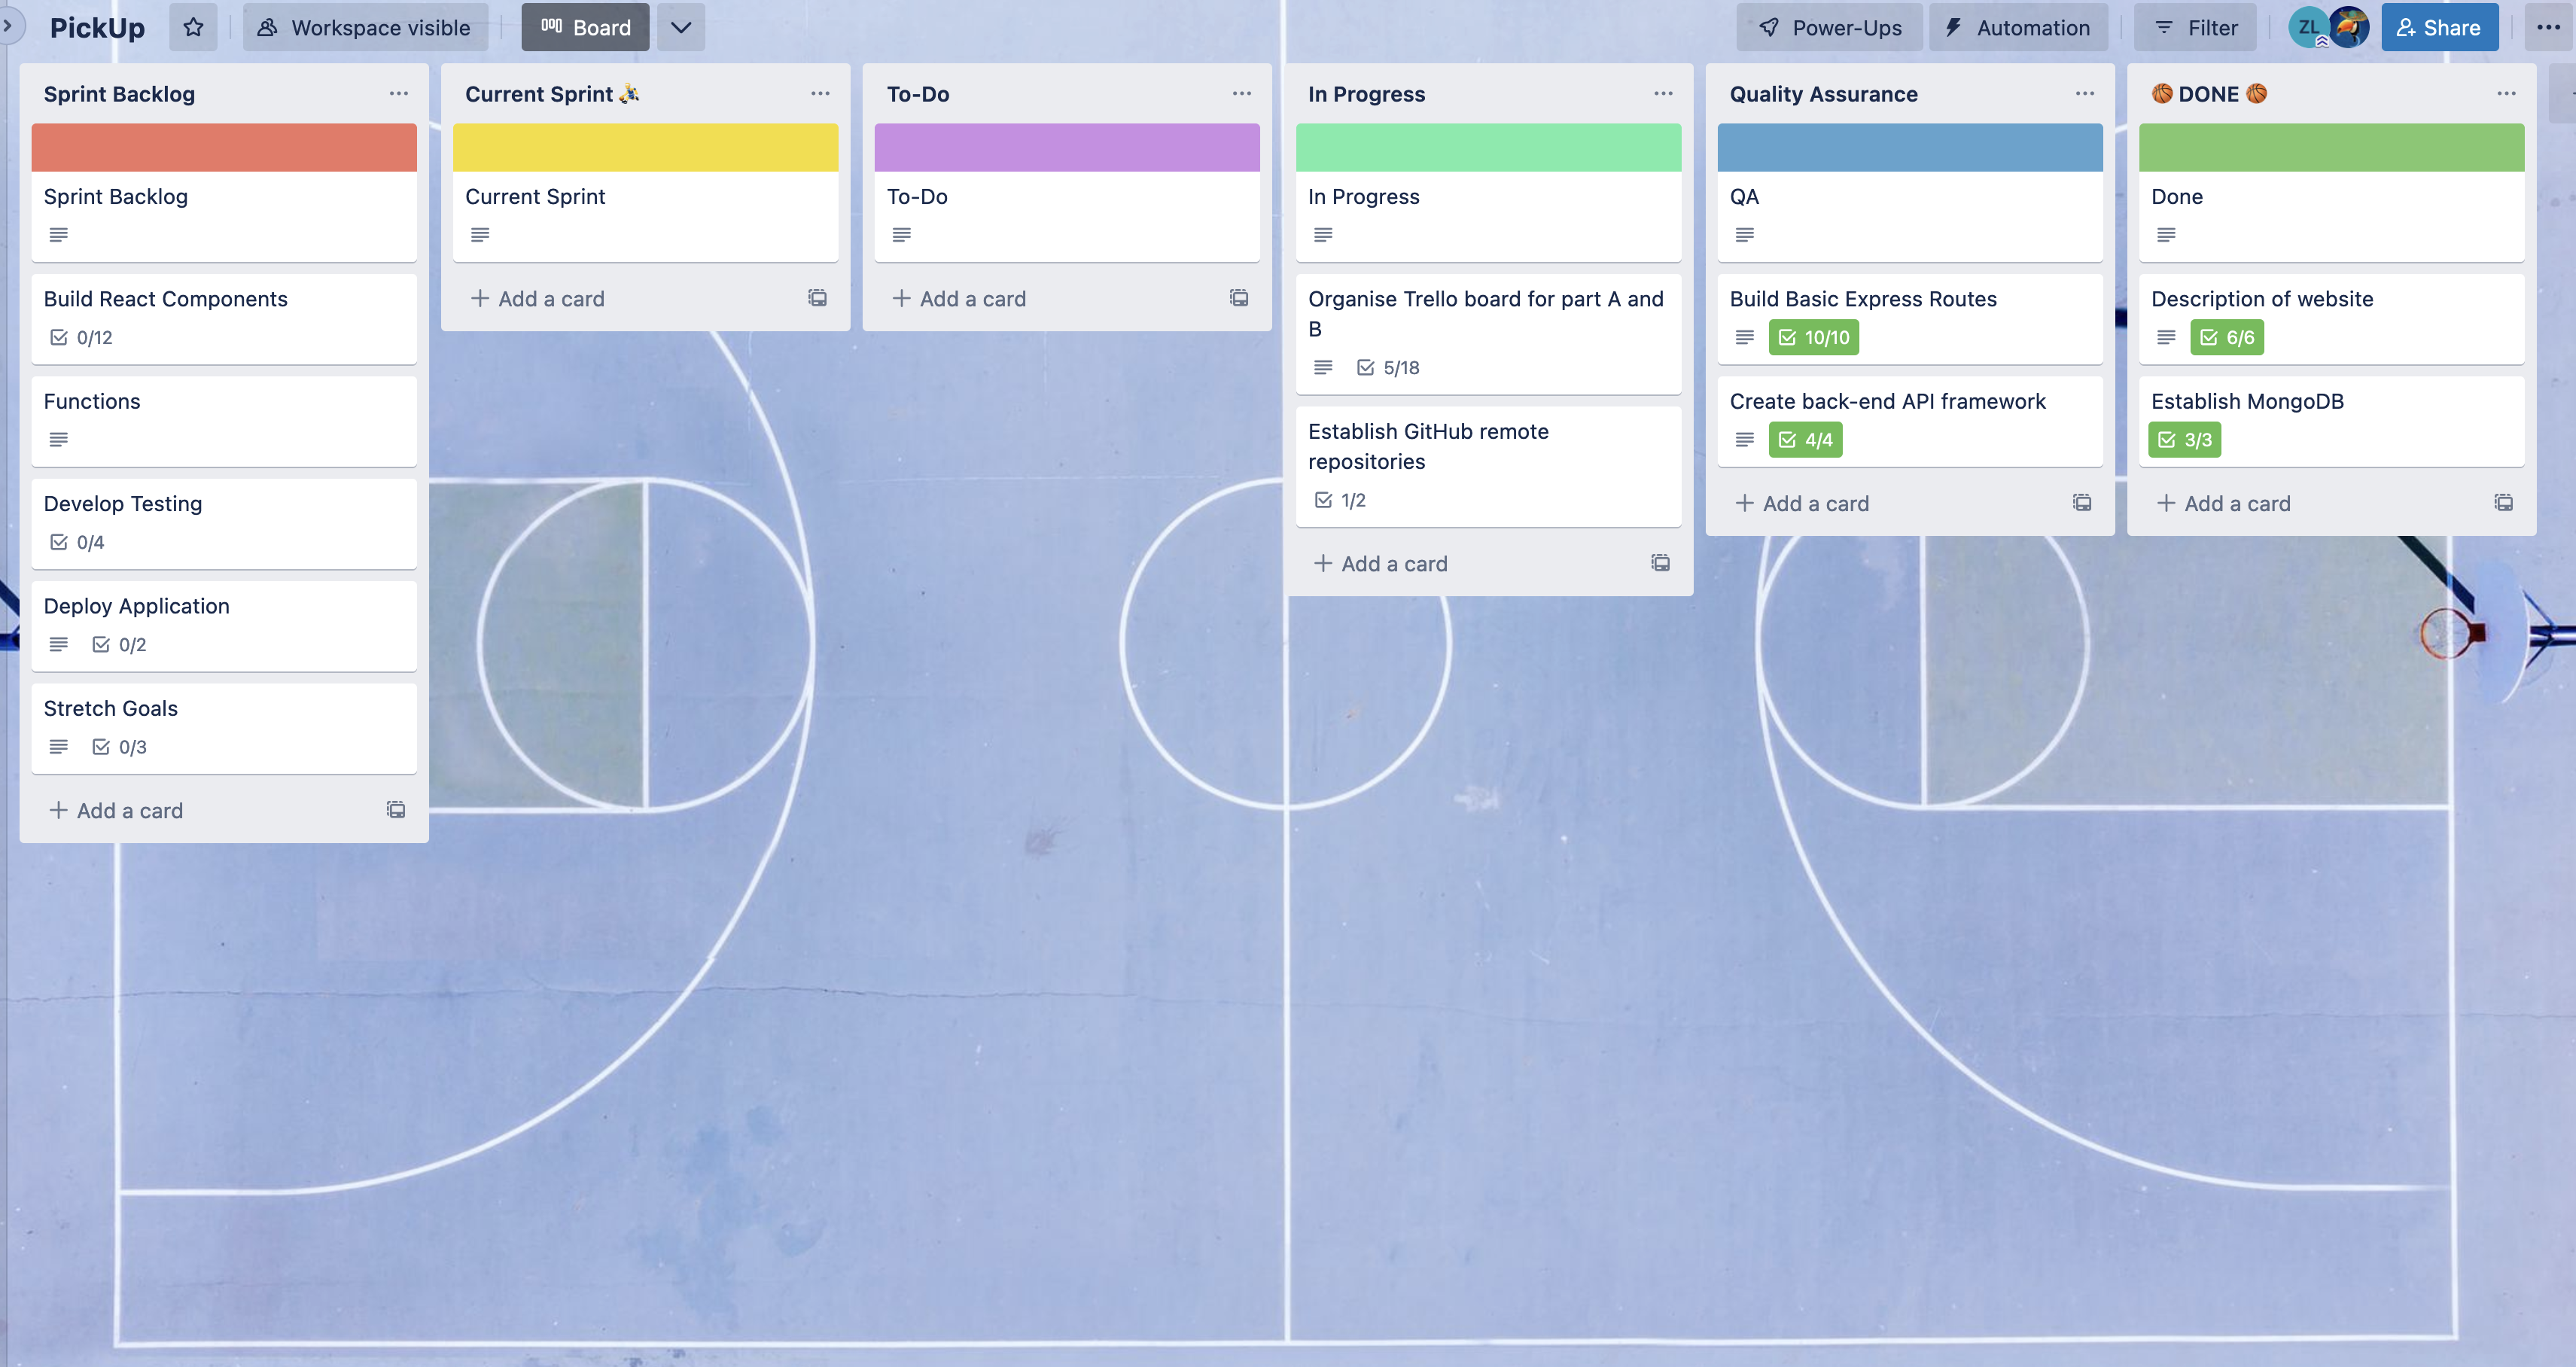 PickUp
Workspace visible
Board
Power-Ups
Automation
Filter
ZL
Share
Sprint Backlog
Sprint Backlog
Build React Components
0/12
Functions
Develop Testing
0/4
Deploy Application
0/2
Stretch Goals
0/3
+ Add a card
Current Sprint
Current Sprint
+ Add a card
To-Do
To-Do
+ Add a card
In Progress
In Progress
Organise Trello board for part A and
B
5/18
Establish GitHub remote
repositories
1/2
+ Add a card
Quality Assurance
QA
Build Basic Express Routes
10/10
Create back-end API framework
4/4
+ Add a card
🏀 DONE 🏀
Done
Description of website
6/6
Establish MongoDB
3/3
+ Add a card